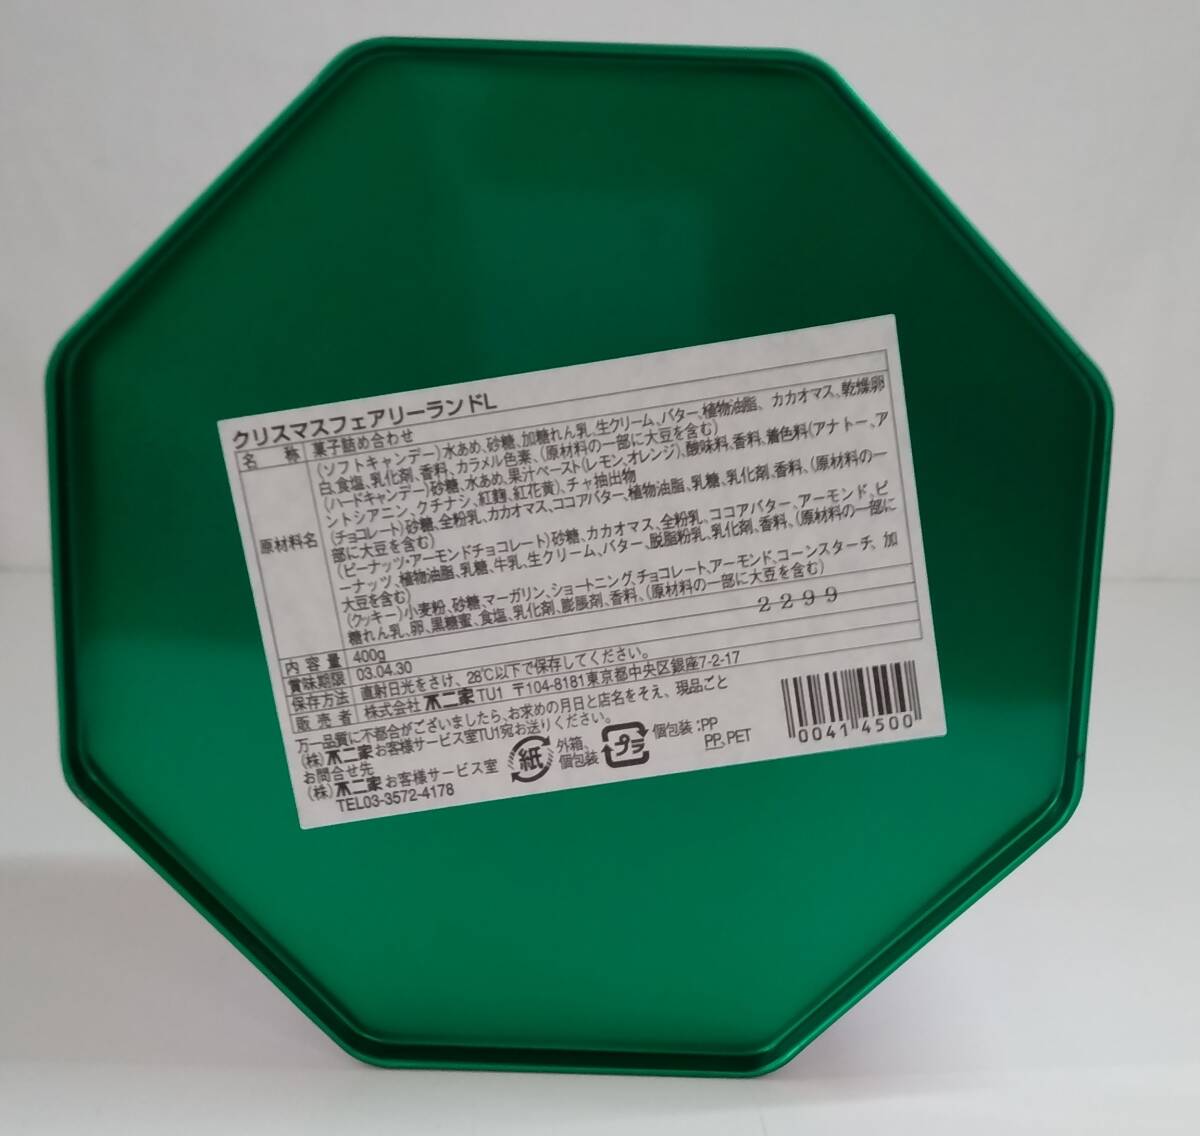 クリスマスフェアリーランドL
名 称 菓子詰め合わせ
原材料名
(ソフトキャンデー)水あめ、砂糖、加糖れん乳、生クリーム、バター、植物油脂、カカオマス、乾燥卵
白、食塩、乳化剤、香料、カラメル色素、(原材料の一部に大豆を含む)
(ハードキャンデー)砂糖、水あめ、果汁ペースト(レモン、オレンジ)、酸味料、香料、着色料(アナトー、ア
ントシアニン、クチナシ、紅麹、紅花黄)、チャ抽出物
(チョコレート)砂糖、全粉乳、カカオマス、ココアバター、植物油脂、乳糖、乳化剤、香料、(原材料の一
部に大豆を含む)
(ピーナッツ・アーモンドチョコレート)砂糖、カカオマス、全粉乳、ココアバター、アーモンド、ピ
ーナッツ、植物油脂、乳糖、牛乳、生クリーム、バター、脱脂粉乳、乳化剤、香料、(原材料の一部に
大豆を含む)
(クッキー)小麦粉、砂糖、マーガリン、ショートニング、チョコレート、アーモンド、コーンスターチ、加
糖れん乳、卵、黒糖蜜、食塩、乳化剤、膨脹剤、香料、(原材料の一部に大豆を含む)
内容量 400g
2299
賞味期限 03.04.30
保存方法 直射日光をさけ、28℃以下で保存してください。
販売者 株式会社 不二家 TU1 〒104-8181東京都中央区銀座7-2-17
万一品質に不都合がございましたら、お求めの月日と店名をそえ、現品ごと
(株)不二家お客様サービス室TU1宛お送りください。
お問合せ先
(株)不二家お客様サービス室
TEL03-3572-4178
紙 外箱、
個包装
プラ 個包装:PP
PP、PET
0041 4500